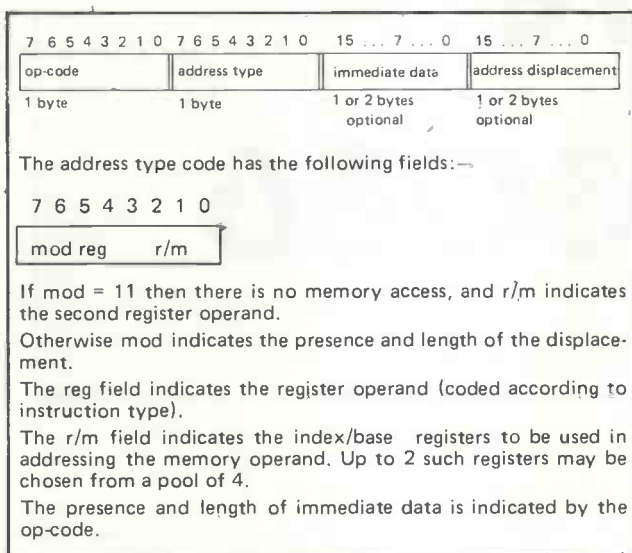 7 6 5 4 3 2 1 0 7 6 5 4 3 2 1 0 15 ... 7 ... 0 15 ... 7 ... 0
op-code address type immediate data address displacement
1 byte 1 byte 1 or 2 bytes 1 or 2 bytes
optional optional
The address type code has the following fields:—
7 6 5 4 3 2 1 0
mod reg r/m
If mod = 11 then there is no memory access, and r/m indicates
the second register operand.
Otherwise mod indicates the presence and length of the displace-
ment.
The reg field indicates the register operand (coded according to
instruction type).
The r/m field indicates the index/base registers to be used in
addressing the memory operand. Up to 2 such registers may be
chosen from a pool of 4.
The presence and length of immediate data is indicated by the
op-code.